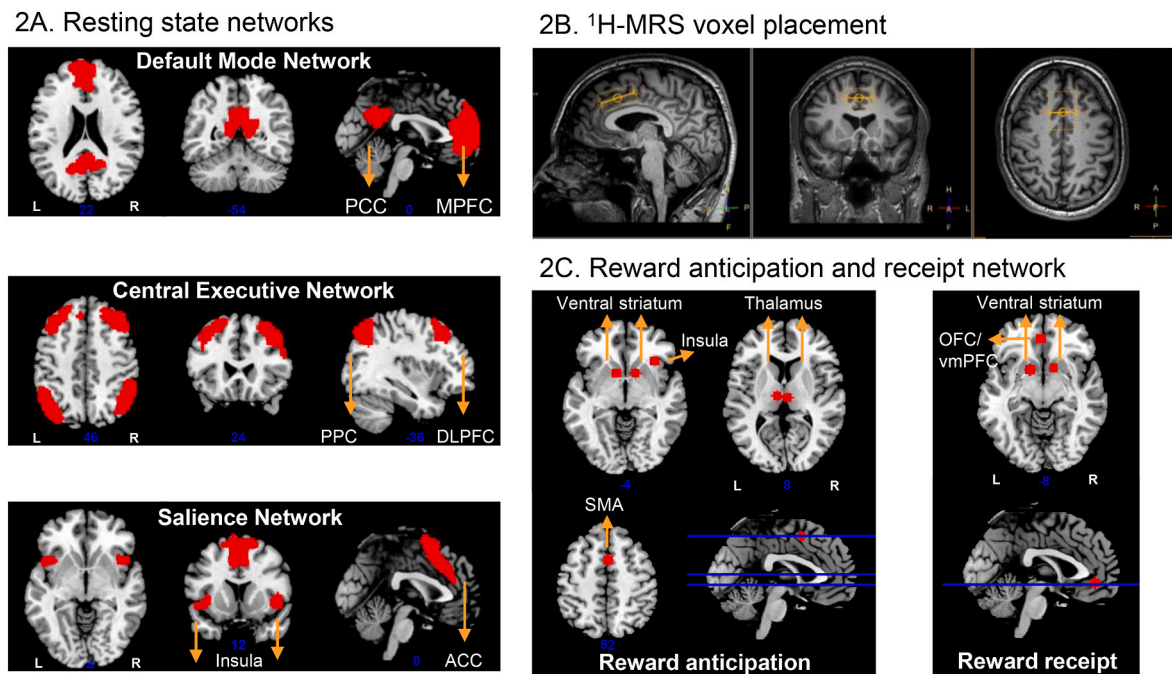 2A. Resting state networks
Default Mode Network
L
22
R
-54
PCC
0
MPFC
Central Executive Network
L
46
R
24
PPC
-36
DLPFC
Salience Network
L
R
12
Insula
0
ACC
2B. ¹H-MRS voxel placement
P
F
H
R
A
L
F
A
R
F
P
2C. Reward anticipation and receipt network
Ventral striatum
Thalamus
Insula
L
-4
8
R
SMA
52
Reward anticipation
Ventral striatum
OFC/
vmPFC
L
-8
R
Reward receipt